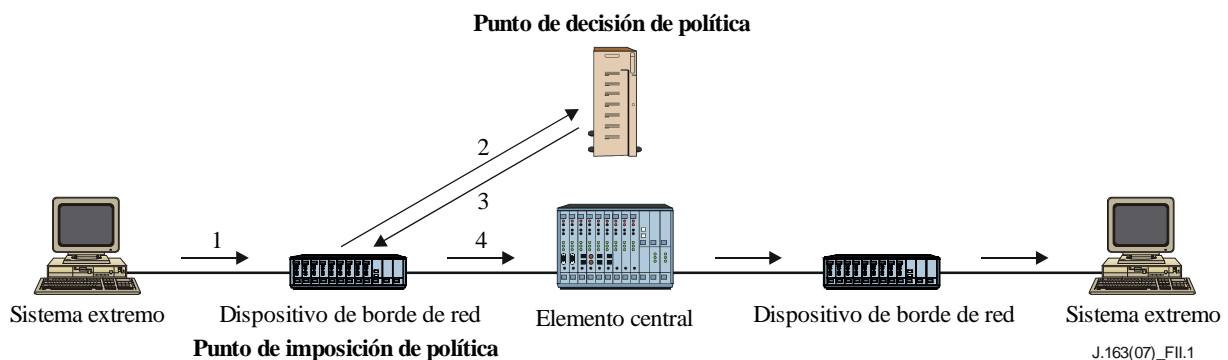 Punto de decisión de política
2
3
1
4
Sistema extremo
Dispositivo de borde de red
Elemento central
Dispositivo de borde de red
Sistema extremo
Punto de imposición de política
J.163(07)_FII.1